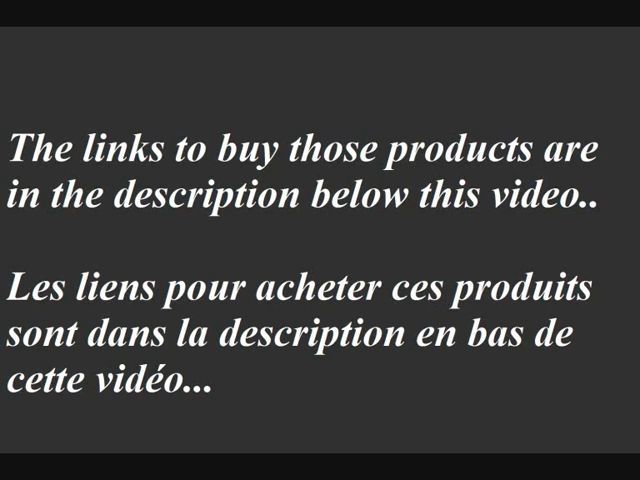 The links to buy those products are
in the description below this video..
Les liens pour acheter ces produits
sont dans la description en bas de
cette vidéo...